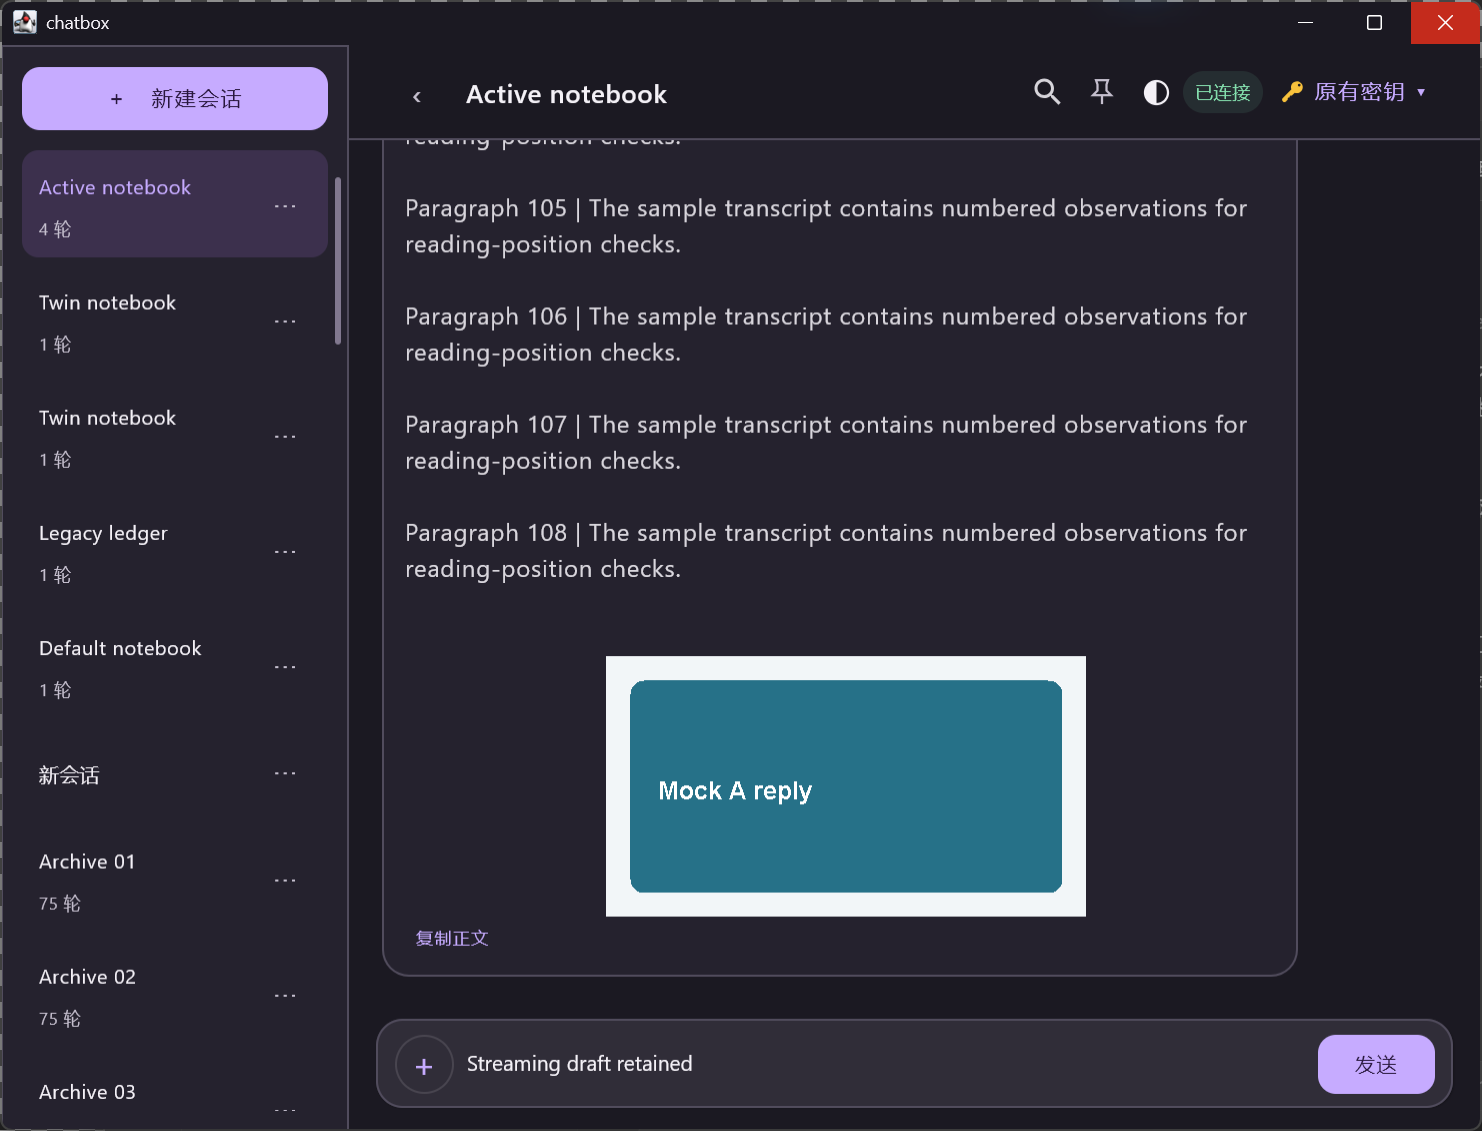 chatbox
+ 新建会话
Active notebook
4 轮
Twin notebook
1 轮
Twin notebook
1 轮
Legacy ledger
1 轮
Default notebook
1 轮
新会话
Archive 01
75 轮
Archive 02
75 轮
Archive 03
Active notebook
已连接
原有密钥
reading-position checks.
Paragraph 105 | The sample transcript contains numbered observations for
reading-position checks.
Paragraph 106 | The sample transcript contains numbered observations for
reading-position checks.
Paragraph 107 | The sample transcript contains numbered observations for
reading-position checks.
Paragraph 108 | The sample transcript contains numbered observations for
reading-position checks.
Mock A reply
复制正文
+ Streaming draft retained
发送